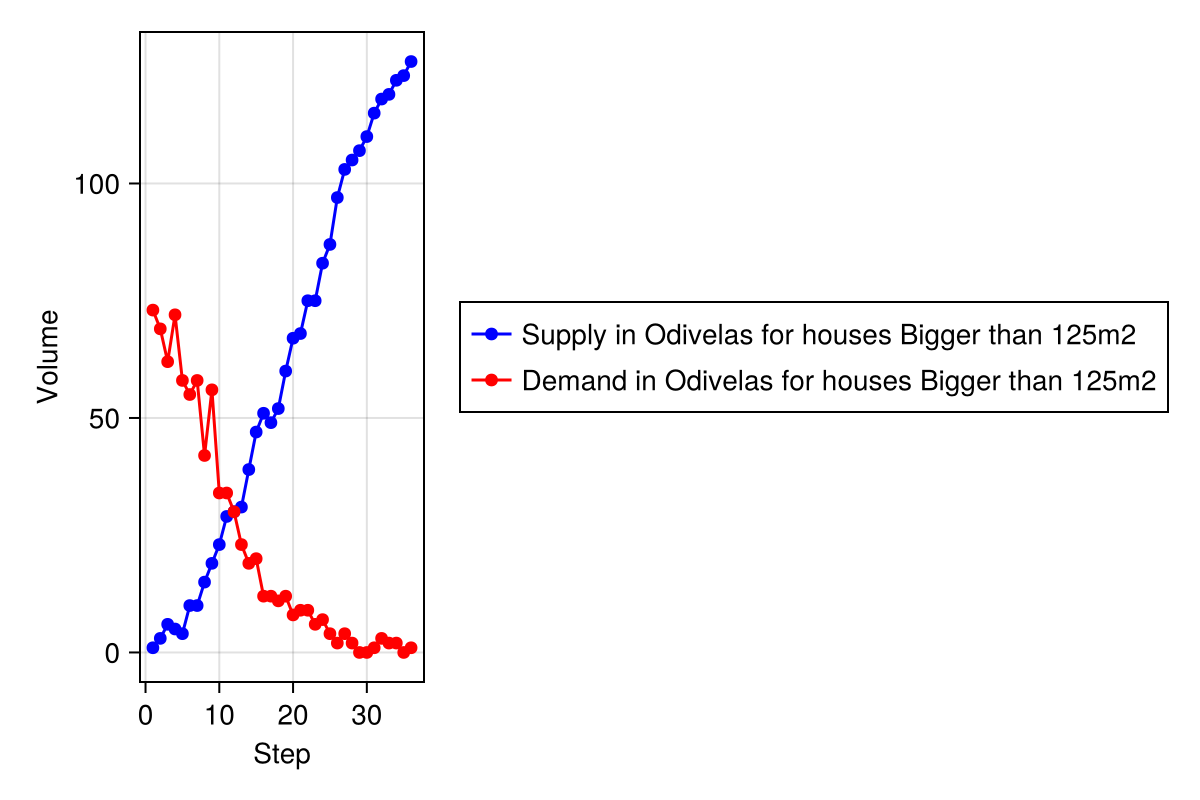 Volume
100
50
0
0 10 20 30
Step
Supply in Odivelas for houses Bigger than 125m2
Demand in Odivelas for houses Bigger than 125m2